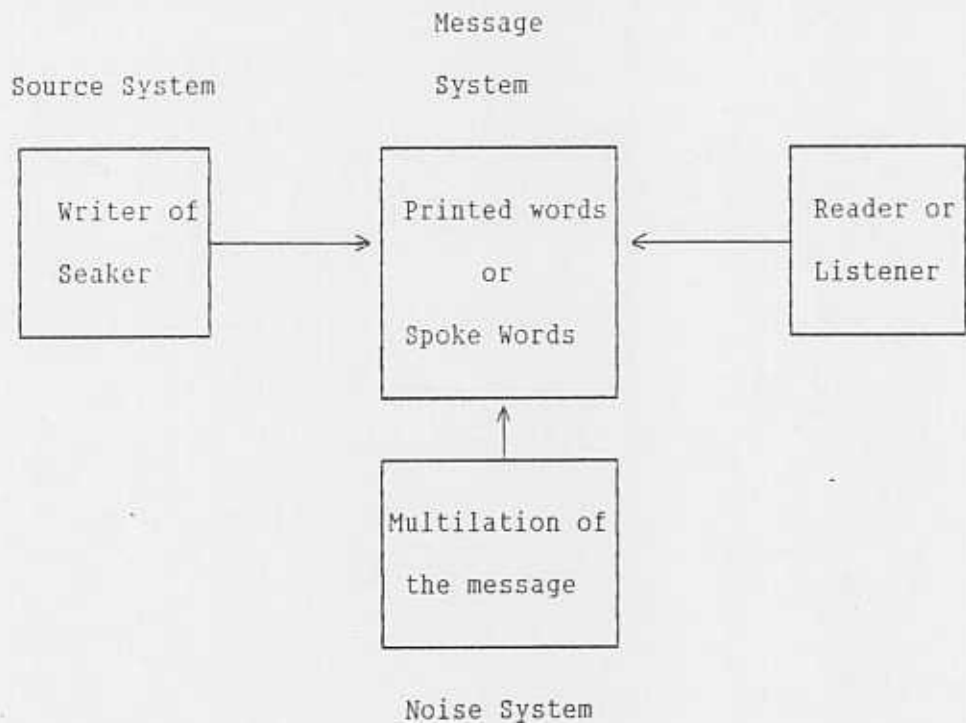 Message
System
Source System
Writer of
Seaker
Printed words
or
Spoke Words
Reader or
Listener
Multilation of
the message
Noise System